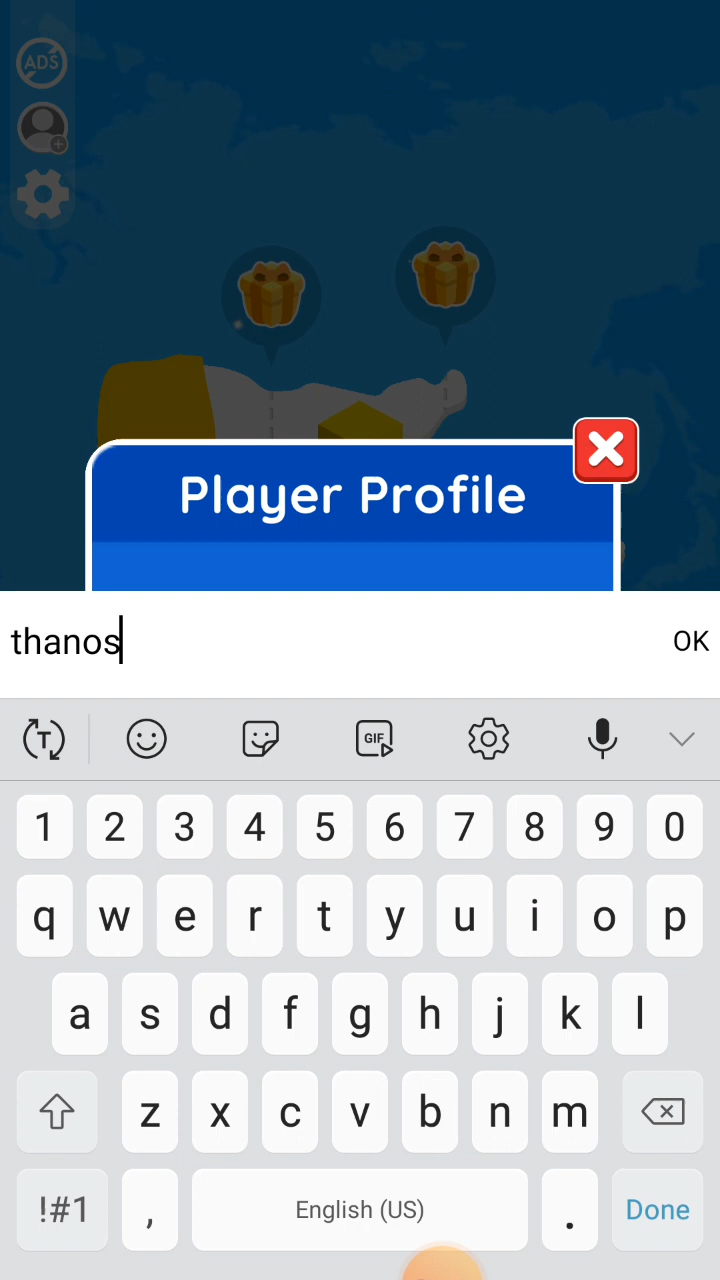 ADS
Player Profile
thanos
OK
T
GIF
1 2 3 4 5 6 7 8 9 0
q w e r t y u i o p
a s d f g h j k l
z x c v b n m
!#1 , English (US) . Done